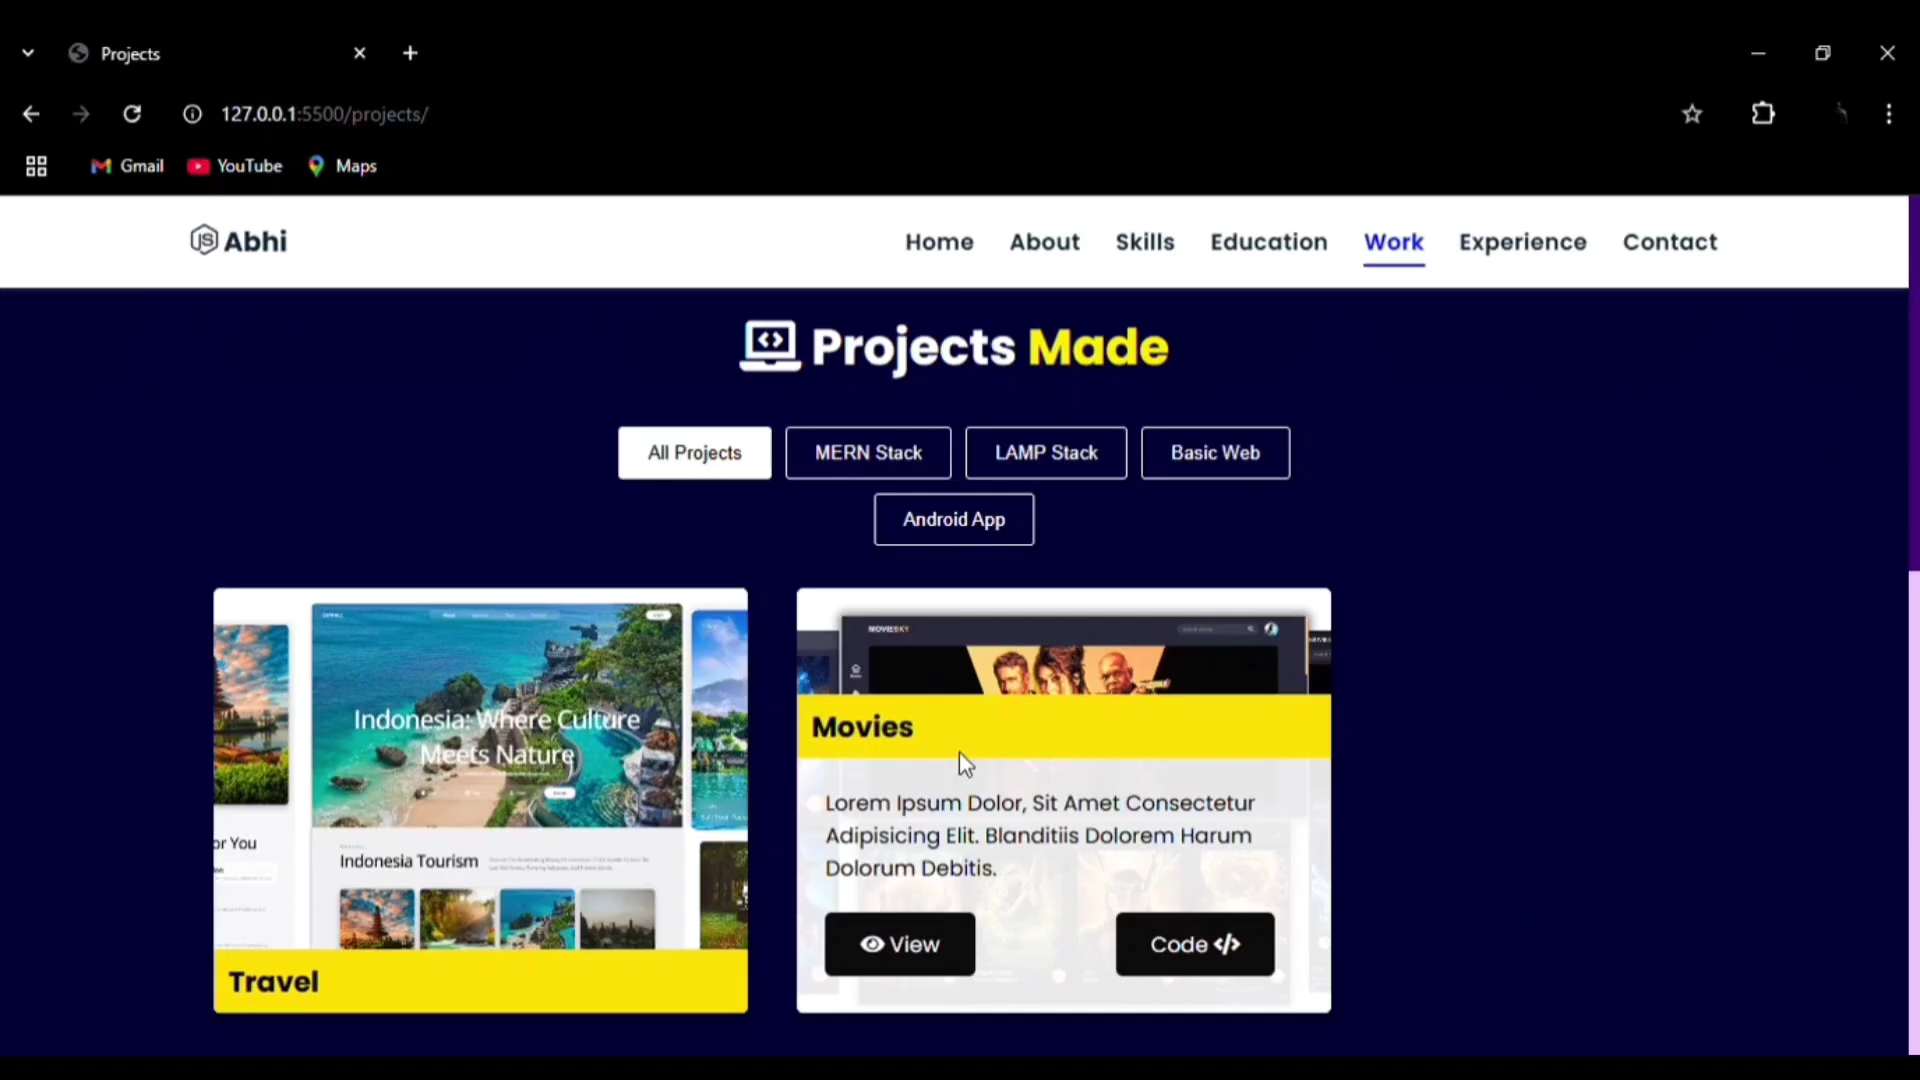 Projects
127.0.0.1:5500/projects/
Gmail YouTube Maps
JS Abhi
Home About Skills Education Work Experience Contact
Projects Made
All Projects MERN Stack LAMP Stack Basic Web
Android App
Indonesia: Where Culture
Meets Nature
or You
Indonesia Tourism
Travel
MOVIESKY
Movies
Lorem Ipsum Dolor, Sit Amet Consectetur
Adipisicing Elit. Blanditiis Dolorem Harum
Dolorum Debitis.
View
Code </>